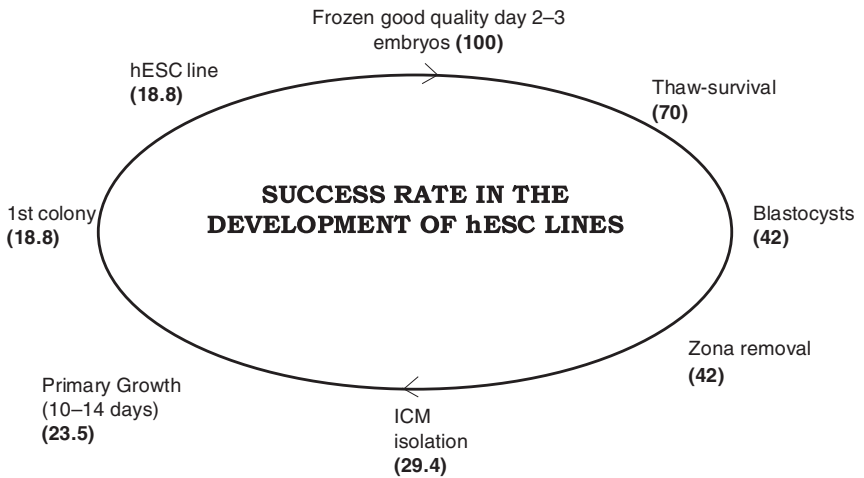 Frozen good quality day 2–3
embryos (100)
Thaw-survival
(70)
Blastocysts
(42)
Zona removal
(42)
ICM
isolation
(29.4)
Primary Growth
(10–14 days)
(23.5)
1st colony
(18.8)
hESC line
(18.8)
SUCCESS RATE IN THE
DEVELOPMENT OF hESC LINES